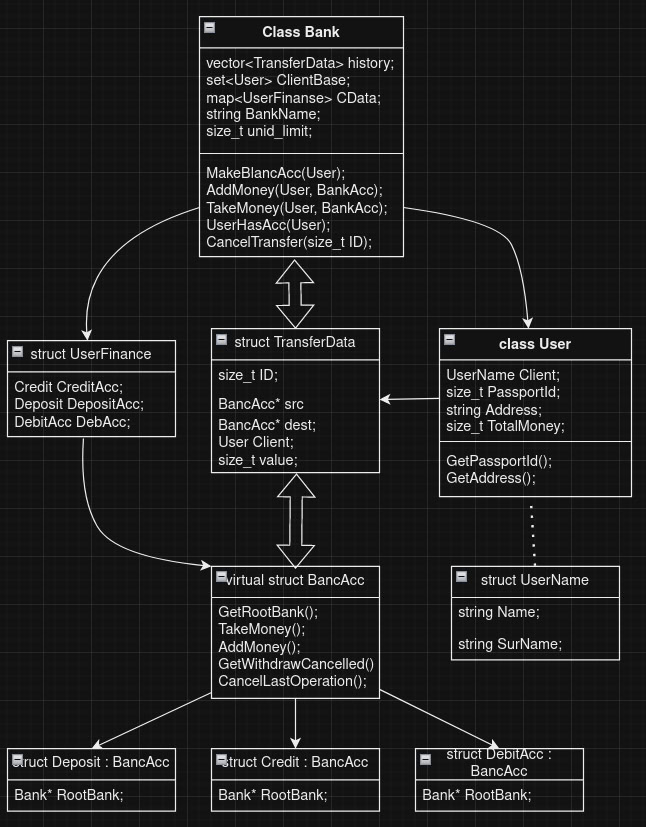 Class Bank
vector<TransferData> history;
set<User> ClientBase;
map<UserFinanse> CData;
string BankName;
size_t unid_limit;
MakeBlancAcc(User);
AddMoney(User, BankAcc);
TakeMoney(User, BankAcc);
UserHasAcc(User);
CancelTransfer(size_t ID);
struct UserFinance
Credit CreditAcc;
Deposit DepositAcc;
DebitAcc DebAcc;
struct TransferData
size_t ID;
BancAcc* src
BancAcc* dest;
User Client;
size_t value;
class User
UserName Client;
size_t PassportId;
string Address;
size_t TotalMoney;
GetPassportId();
GetAddress();
virtual struct BancAcc
GetRootBank();
TakeMoney();
AddMoney();
GetWithdrawCancelled()
CancelLastOperation();
struct UserName
string Name;
string SurName;
struct Deposit : BancAcc
Bank* RootBank;
struct Credit : BancAcc
Bank* RootBank;
struct DebitAcc :
BancAcc
Bank* RootBank;